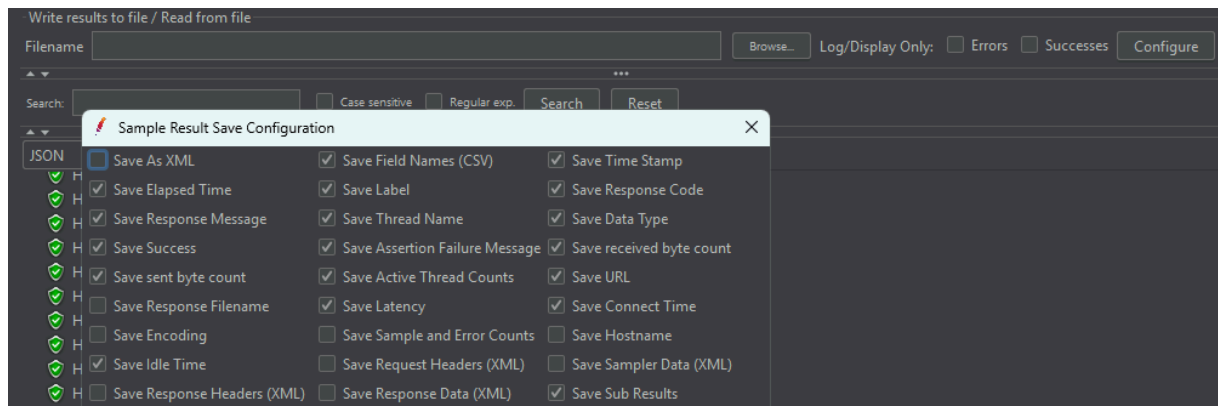 Write results to file / Read from file
Filename Browse... Log/Display Only: Errors Successes Configure
Search: Case sensitive Regular exp. Search Reset
Sample Result Save Configuration
JSON
Save As XML Save Field Names (CSV) Save Time Stamp
H Save Elapsed Time Save Label Save Response Code
H Save Response Message Save Thread Name Save Data Type
H Save Success Save Assertion Failure Message Save received byte count
H Save sent byte count Save Active Thread Counts Save URL
H Save Response Filename Save Latency Save Connect Time
H Save Encoding Save Sample and Error Counts Save Hostname
H Save Idle Time Save Request Headers (XML) Save Sampler Data (XML)
H Save Response Headers (XML) Save Response Data (XML) Save Sub Results